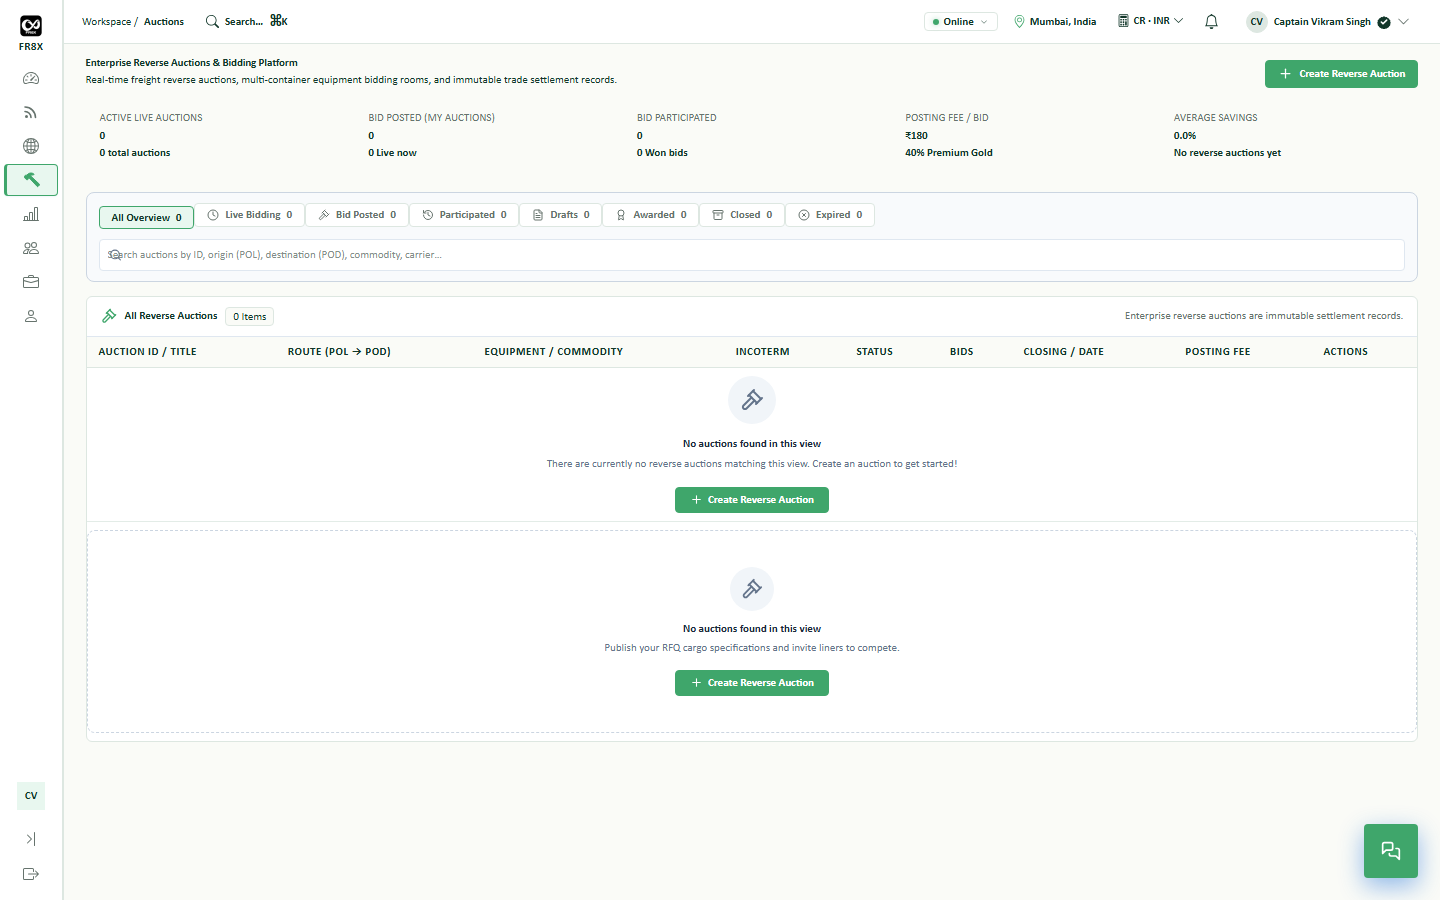 FR8X
Workspace / Auctions
Search... ⌘K
Online
Mumbai, India
CR · INR
CV
Captain Vikram Singh
Enterprise Reverse Auctions & Bidding Platform
Real-time freight reverse auctions, multi-container equipment bidding rooms, and immutable trade settlement records.
+ Create Reverse Auction
ACTIVE LIVE AUCTIONS
0
0 total auctions
BID POSTED (MY AUCTIONS)
0
0 Live now
BID PARTICIPATED
0
0 Won bids
POSTING FEE / BID
₹180
40% Premium Gold
AVERAGE SAVINGS
0.0%
No reverse auctions yet
All Overview 0
Live Bidding 0
Bid Posted 0
Participated 0
Drafts 0
Awarded 0
Closed 0
Expired 0
Search auctions by ID, origin (POL), destination (POD), commodity, carrier...
All Reverse Auctions 0 Items
Enterprise reverse auctions are immutable settlement records.
AUCTION ID / TITLE ROUTE (POL → POD) EQUIPMENT / COMMODITY INCOTERM STATUS BIDS CLOSING / DATE POSTING FEE ACTIONS
No auctions found in this view
There are currently no reverse auctions matching this view. Create an auction to get started!
+ Create Reverse Auction
No auctions found in this view
Publish your RFQ cargo specifications and invite liners to compete.
+ Create Reverse Auction
CV